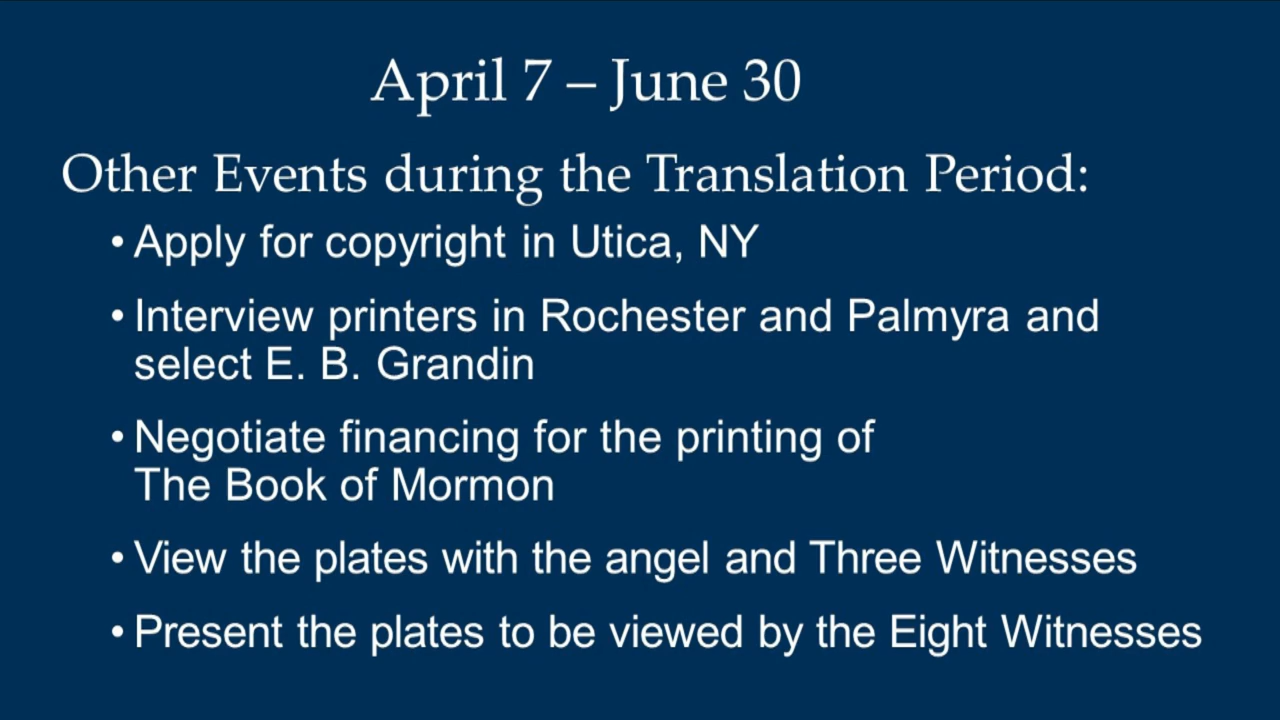 April 7 – June 30
Other Events during the Translation Period:
• Apply for copyright in Utica, NY
• Interview printers in Rochester and Palmyra and
select E. B. Grandin
• Negotiate financing for the printing of
The Book of Mormon
• View the plates with the angel and Three Witnesses
• Present the plates to be viewed by the Eight Witnesses